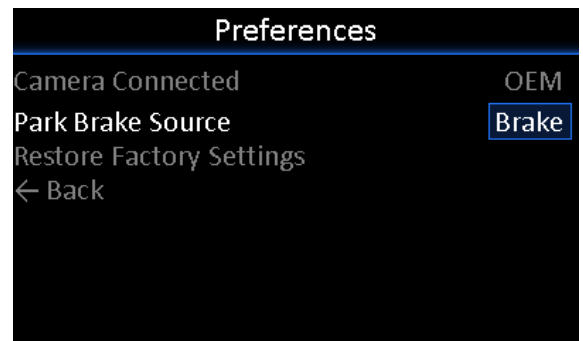 Preferences
Camera Connected OEM
Park Brake Source Brake
Restore Factory Settings
← Back